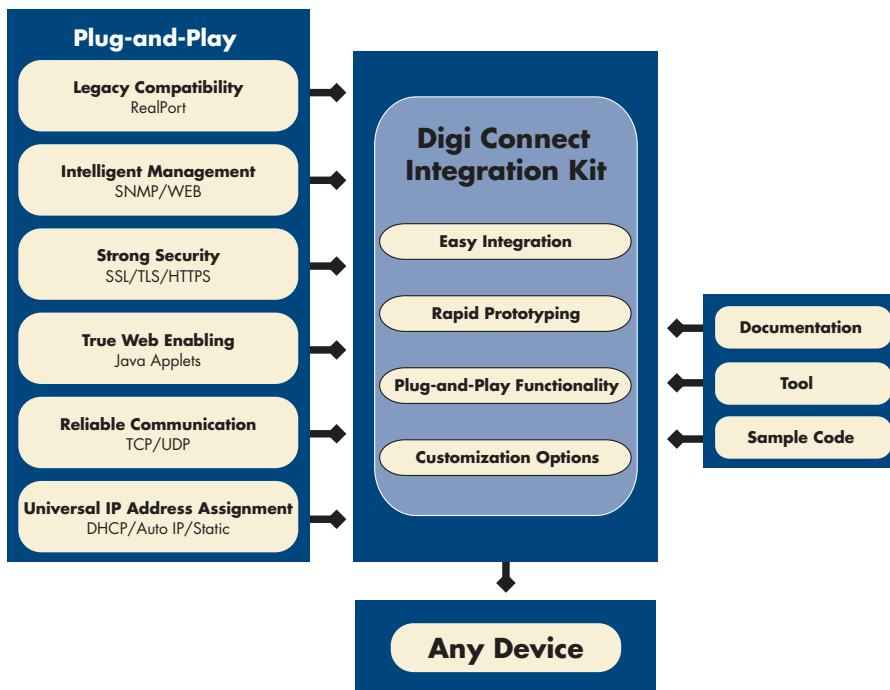 Plug-and-Play
Legacy Compatibility
RealPort
Intelligent Management
SNMP/WEB
Strong Security
SSL/TLS/HTTPS
True Web Enabling
Java Applets
Reliable Communication
TCP/UDP
Universal IP Address Assignment
DHCP/Auto IP/Static
Digi Connect
Integration Kit
Easy Integration
Rapid Prototyping
Plug-and-Play Functionality
Customization Options
Documentation
Tool
Sample Code
Any Device